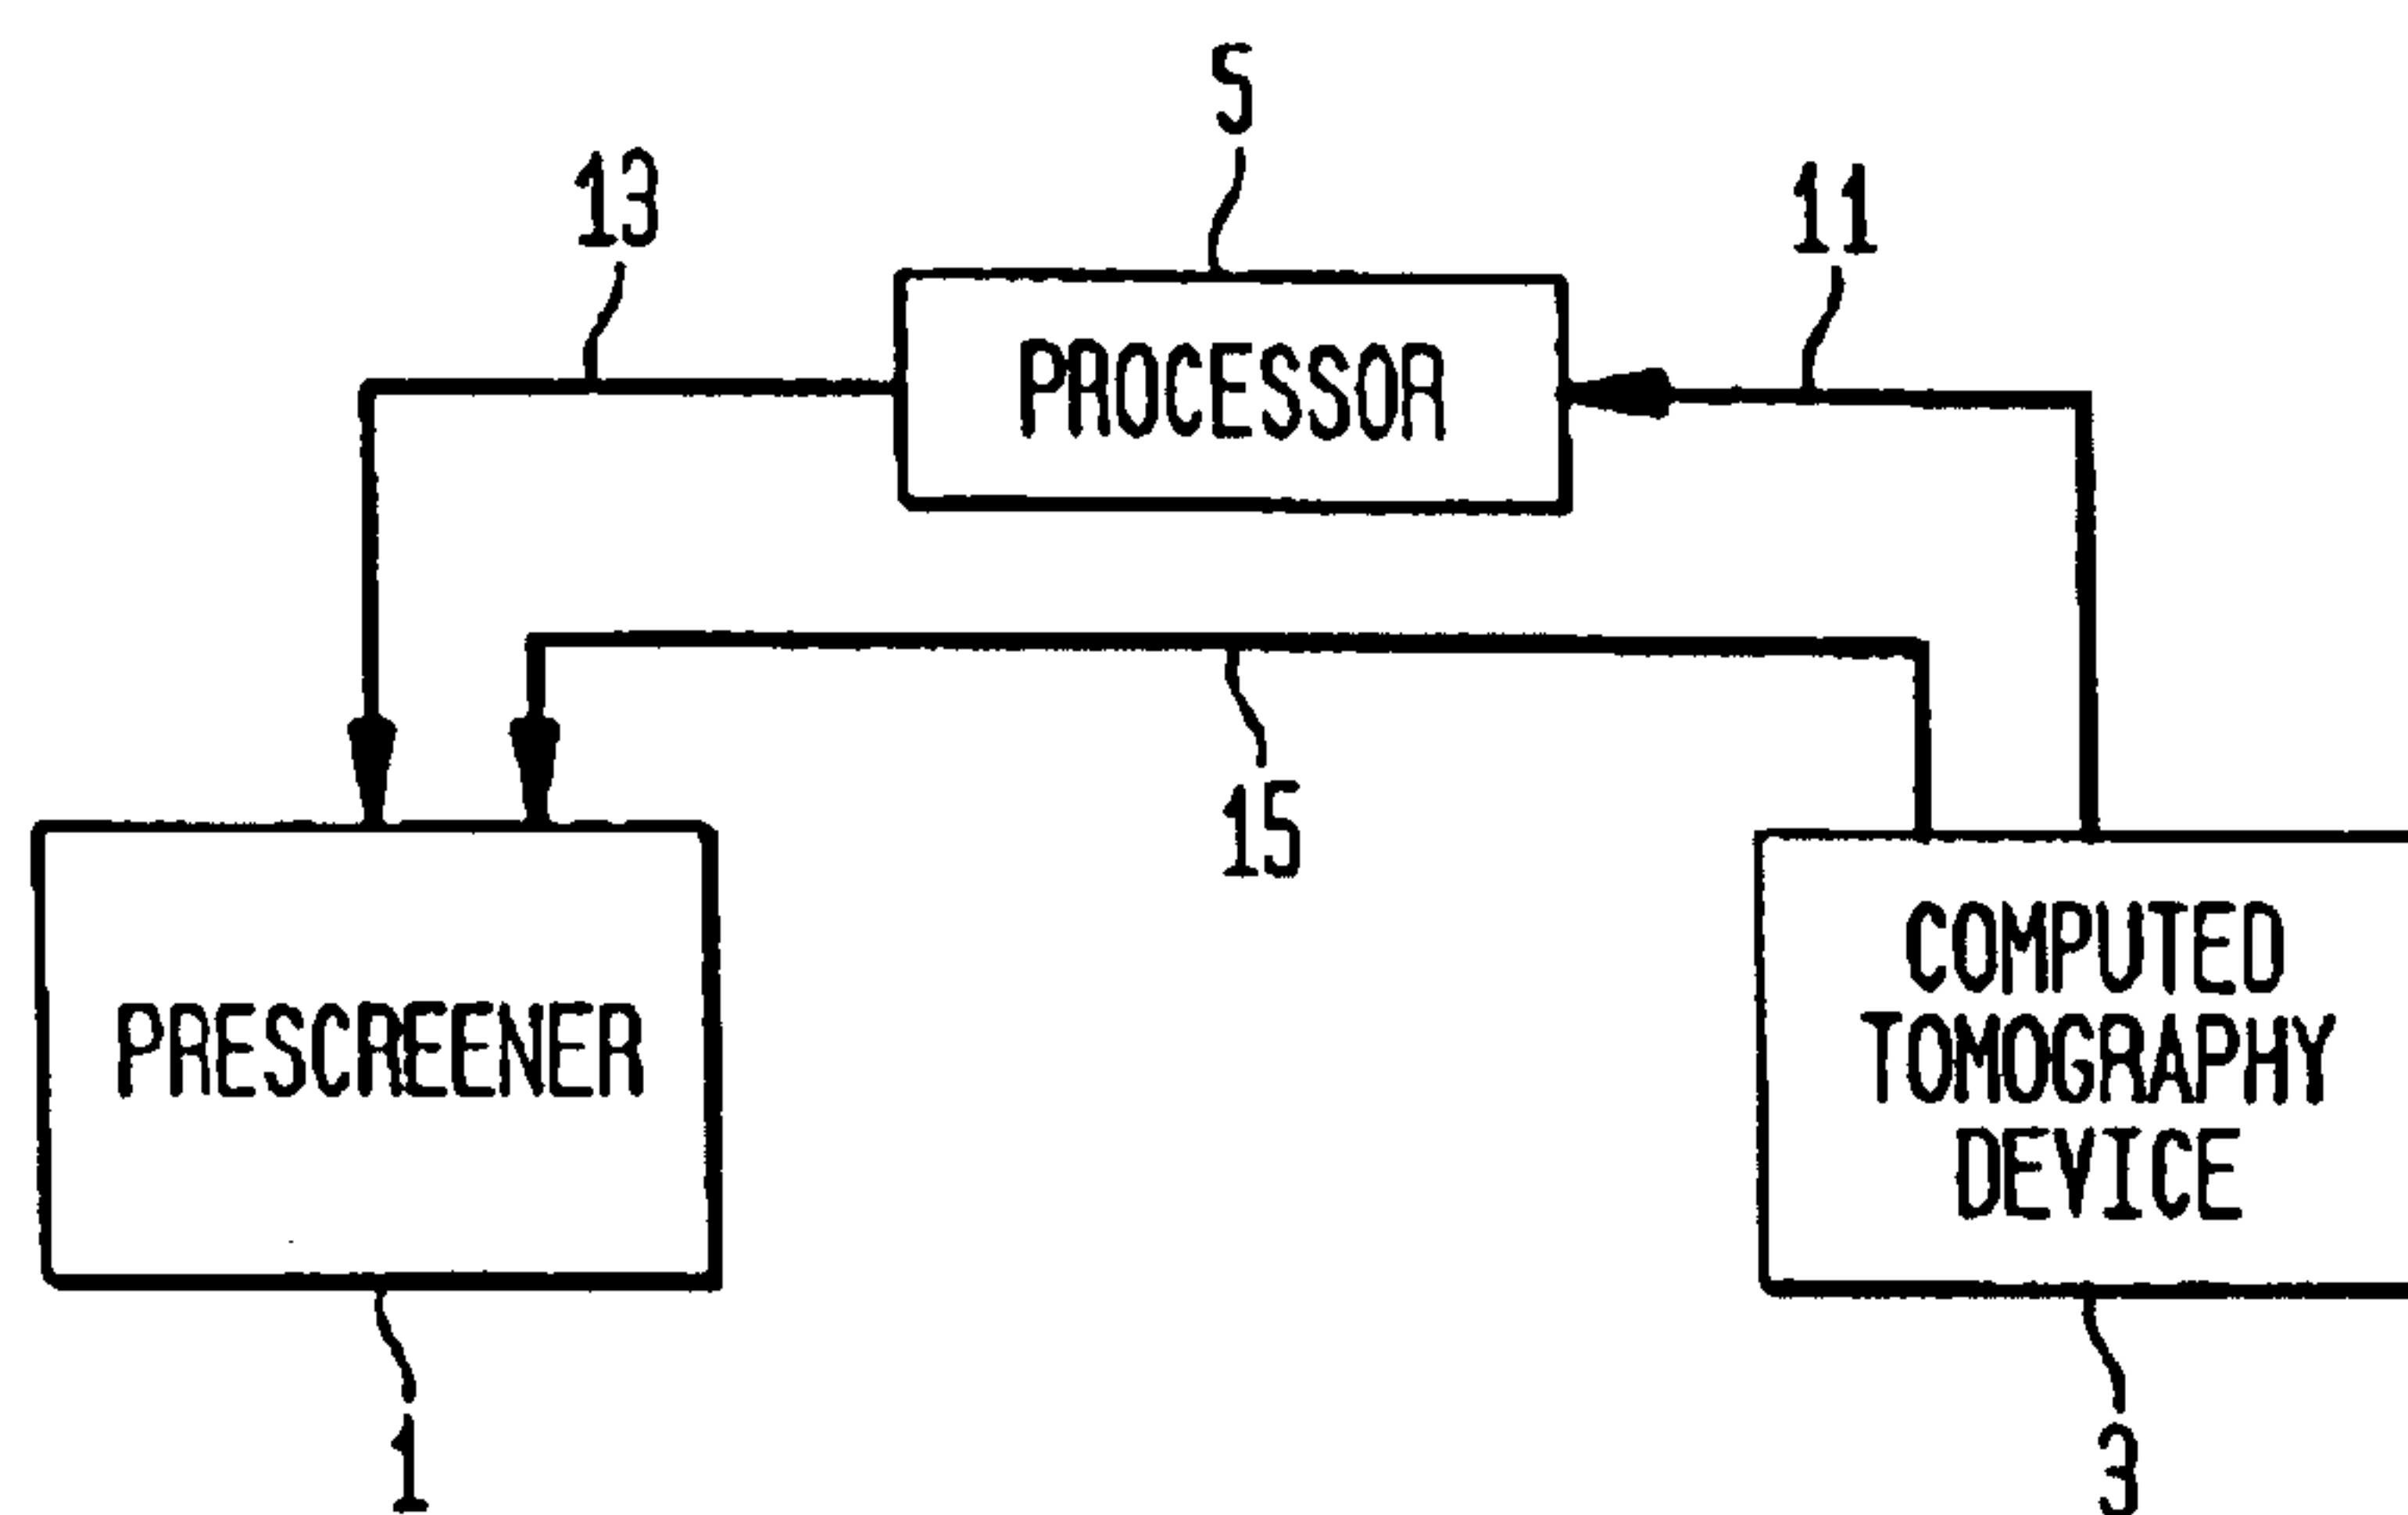 5
13
11
PROCESSOR
15
COMPUTED
TOMOGRAPHY
DEVICE
PRESCREENER
1
3